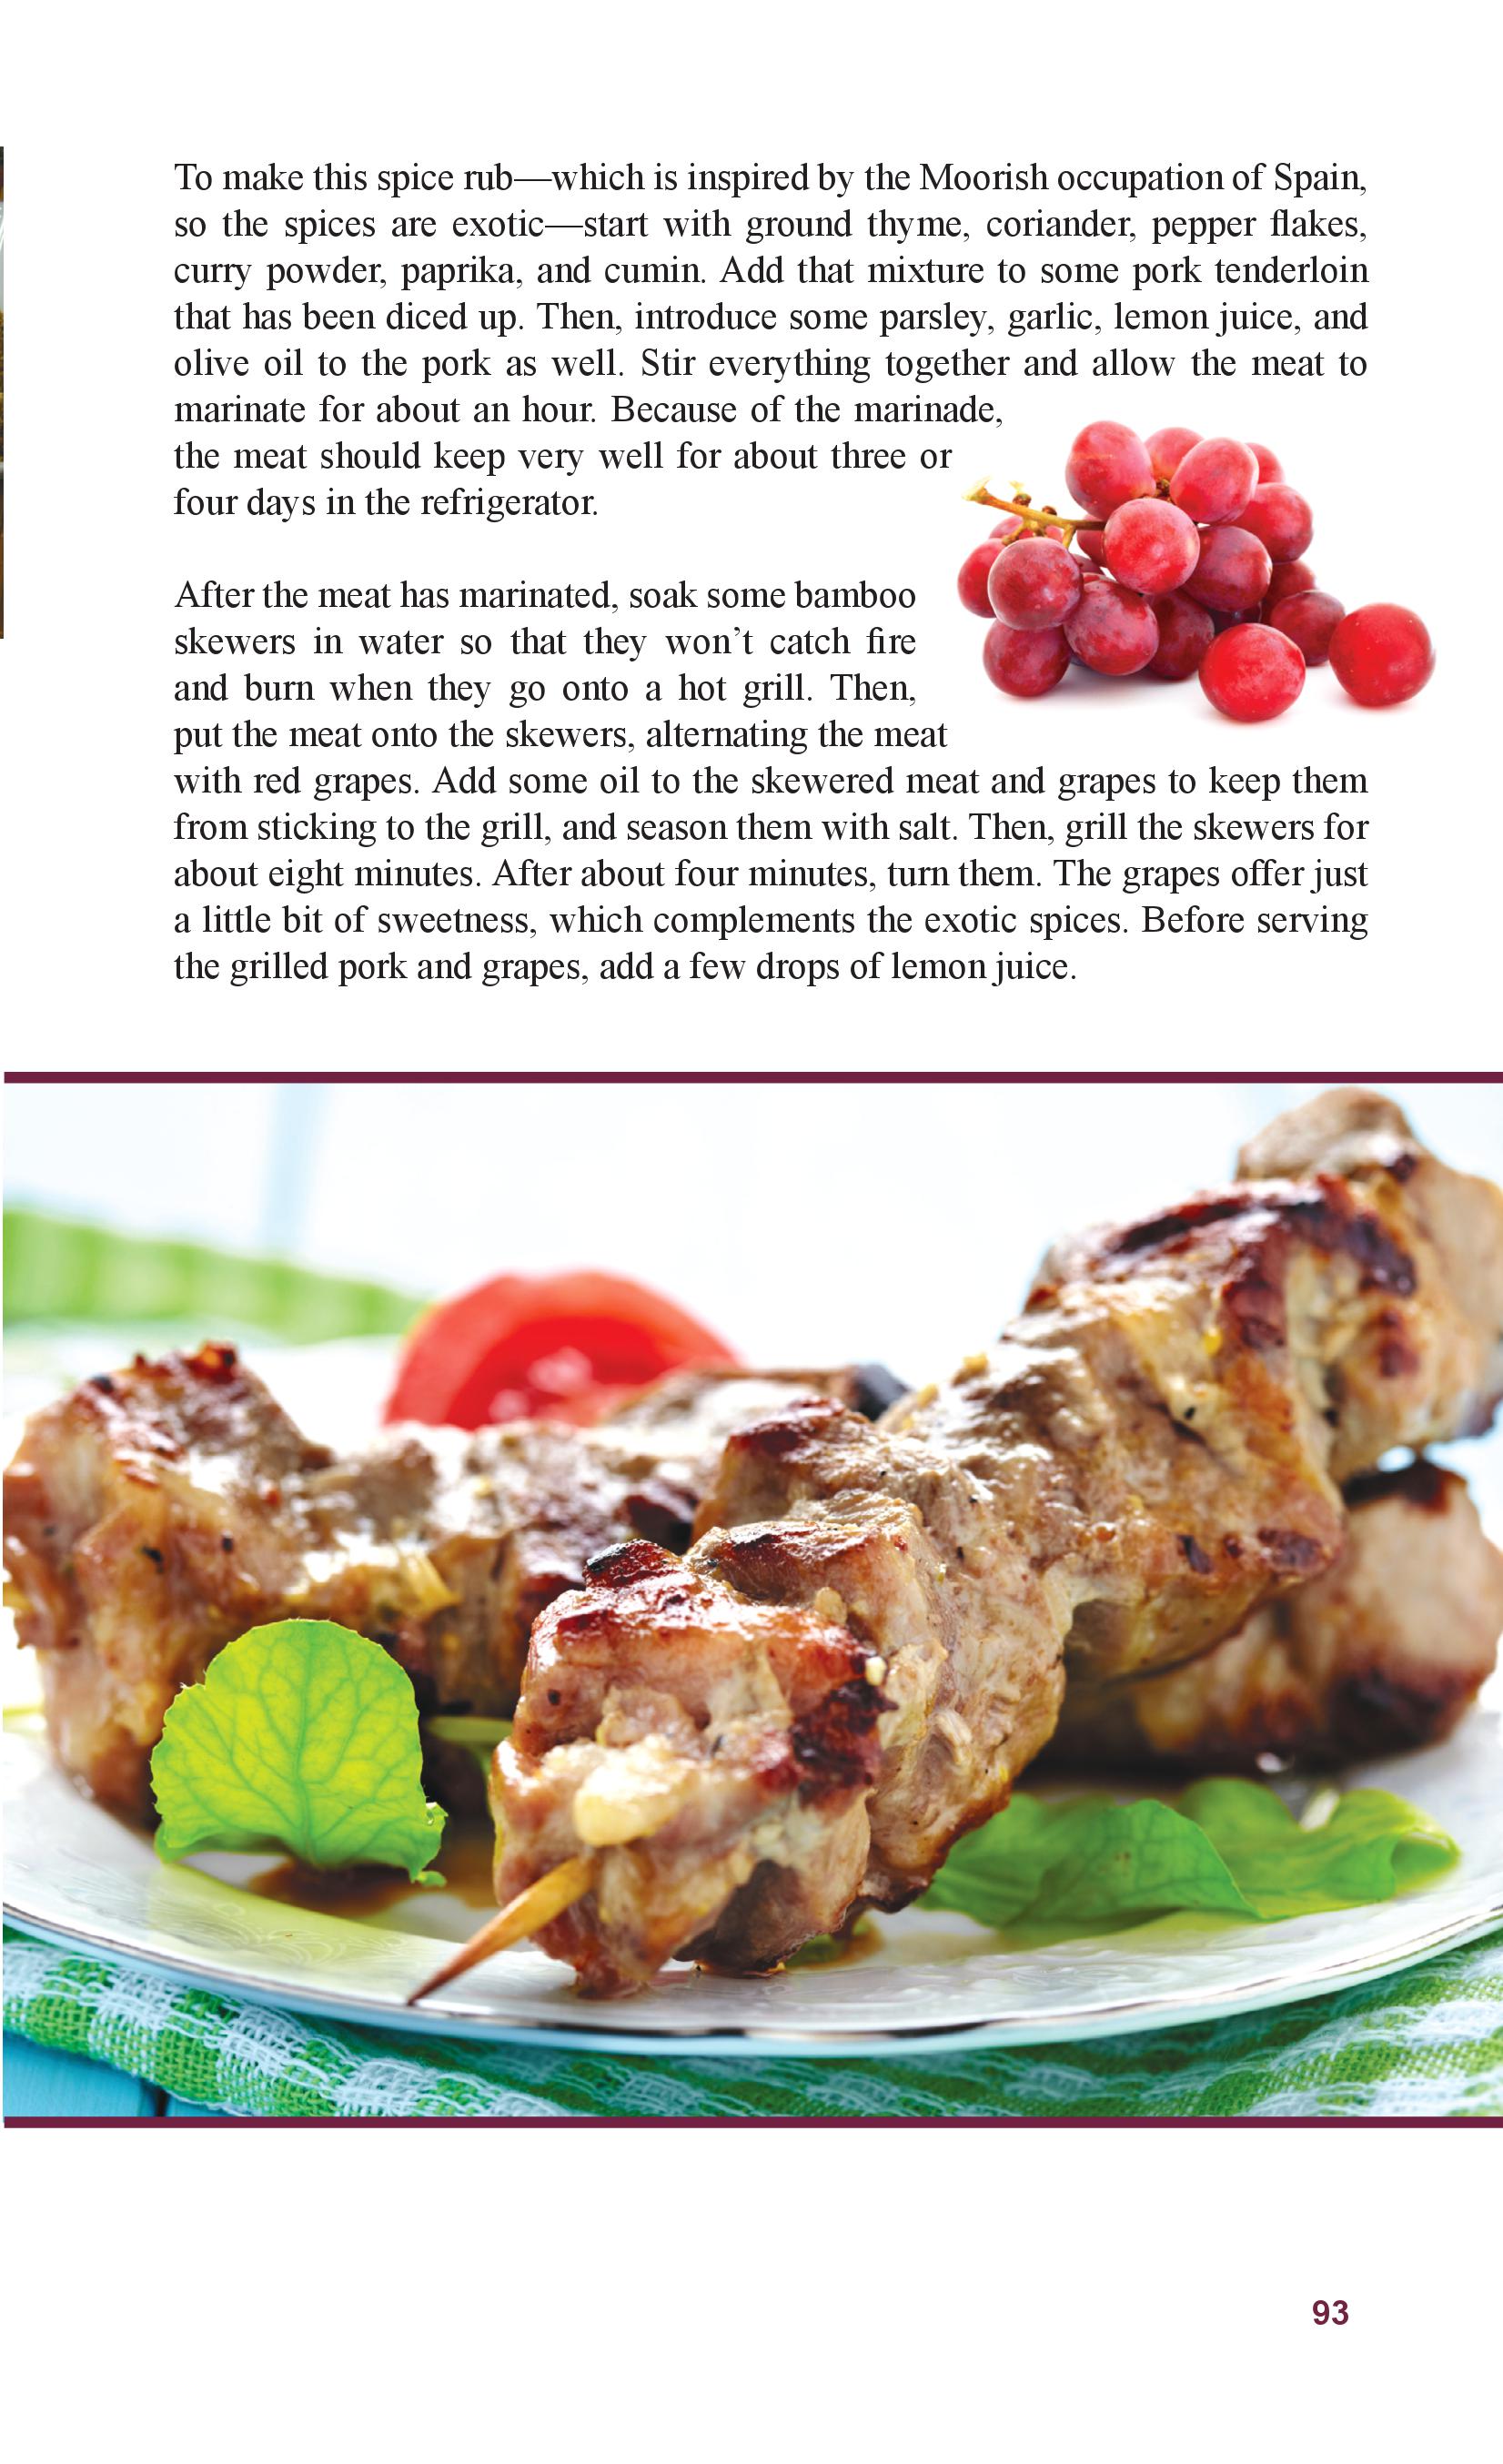 To make this spice rub—which is inspired by the Moorish occupation of Spain,
so the spices are exotic—start with ground thyme, coriander, pepper flakes,
curry powder, paprika, and cumin. Add that mixture to some pork tenderloin
that has been diced up. Then, introduce some parsley, garlic, lemon juice, and
olive oil to the pork as well. Stir everything together and allow the meat to
marinate for about an hour. Because of the marinade,
the meat should keep very well for about three or
four days in the refrigerator.
After the meat has marinated, soak some bamboo
skewers in water so that they won’t catch fire
and burn when they go onto a hot grill. Then,
put the meat onto the skewers, alternating the meat
with red grapes. Add some oil to the skewered meat and grapes to keep them
from sticking to the grill, and season them with salt. Then, grill the skewers for
about eight minutes. After about four minutes, turn them. The grapes offer just
a little bit of sweetness, which complements the exotic spices. Before serving
the grilled pork and grapes, add a few drops of lemon juice.
93